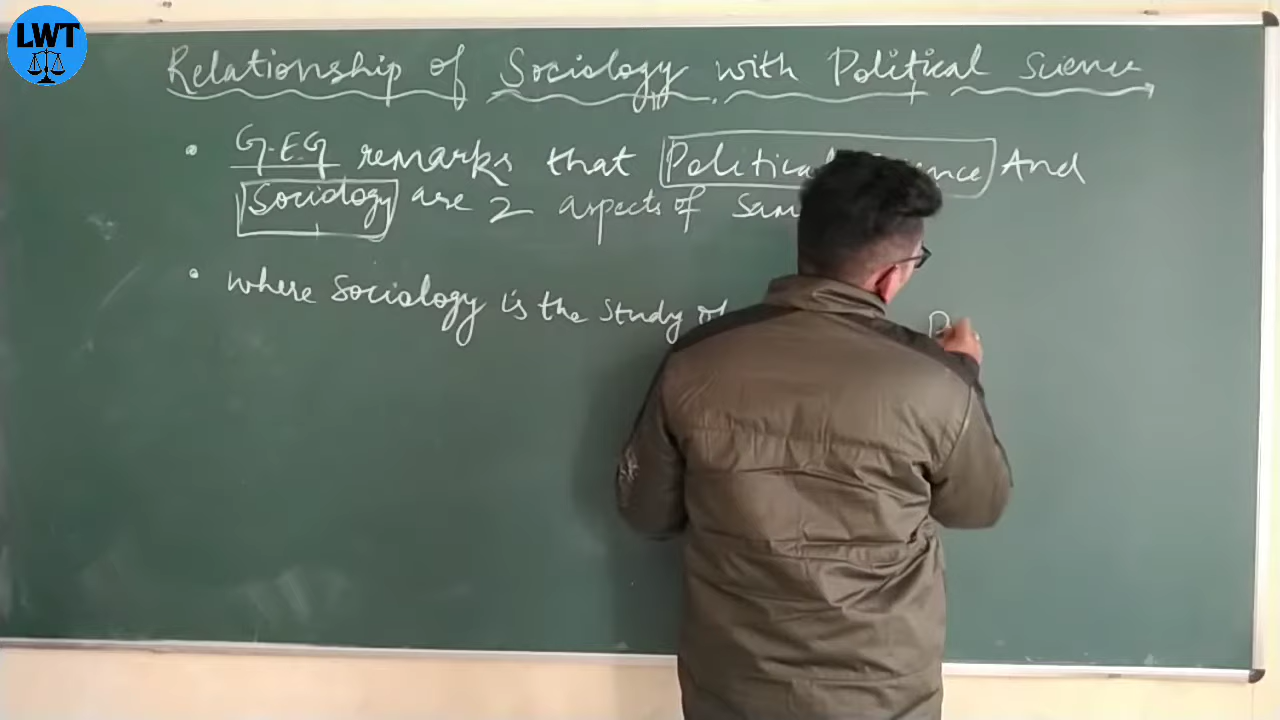 LWT
Relationship of Sociology with Political Science
• G.E.G remarks that Political And
Sociology are 2 aspects of
• where Sociology is the study of